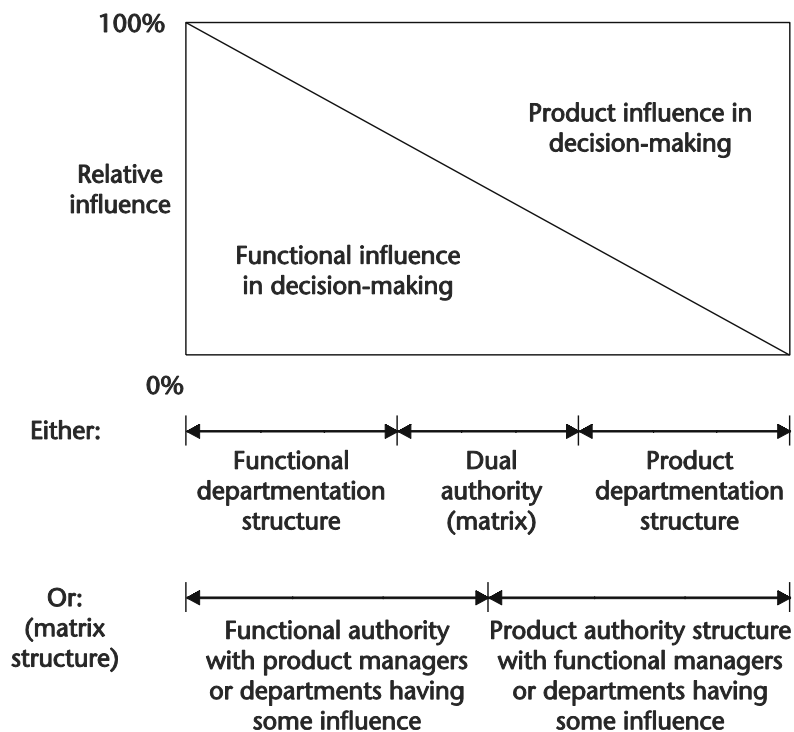 100%
Product influence in
decision-making
Relative
influence
Functional influence
in decision-making
0%
Either:
Functional
departmentation
structure
Dual
authority
(matrix)
Product
departmentation
structure
Or:
(matrix
structure)
Functional authority
with product managers
or departments having
some influence
Product authority structure
with functional managers
or departments having
some influence